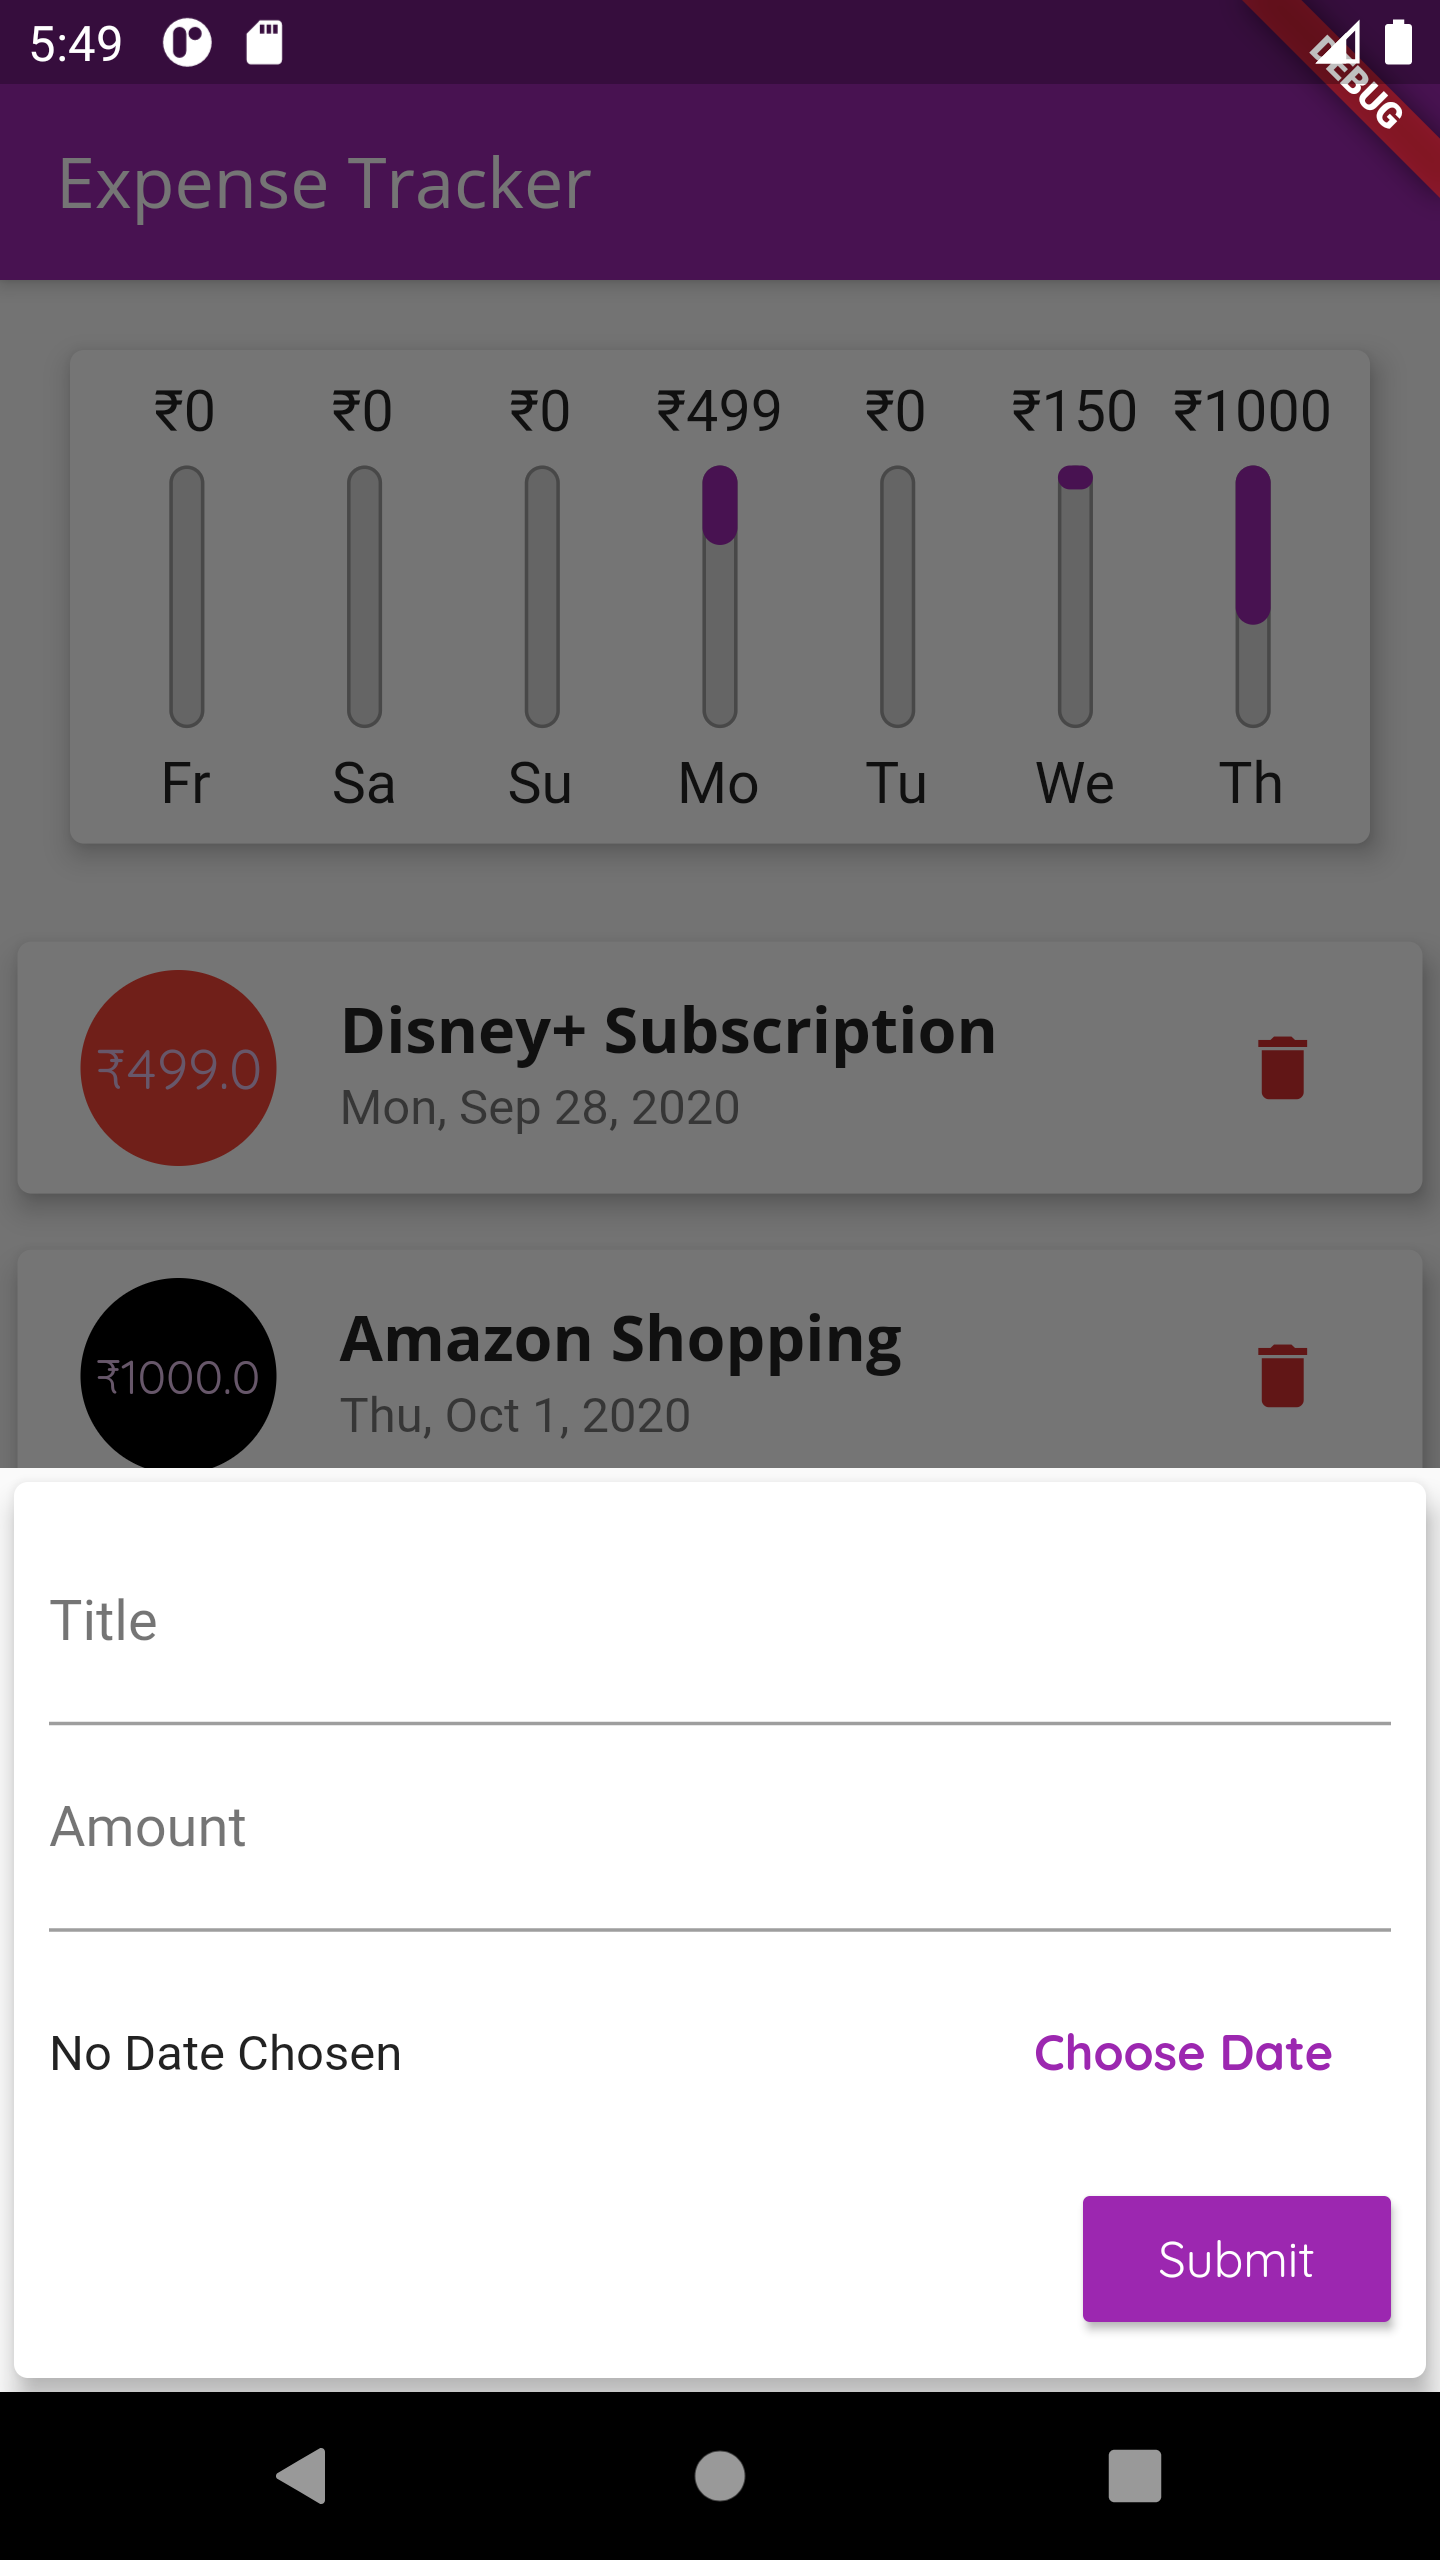 5:49
DEBUG
Expense Tracker
₹0 ₹0 ₹0 ₹499 ₹0 ₹150 ₹1000
Fr Sa Su Mo Tu We Th
₹499.0
Disney+ Subscription
Mon, Sep 28, 2020
₹1000.0
Amazon Shopping
Thu, Oct 1, 2020
Title
Amount
No Date Chosen
Choose Date
Submit